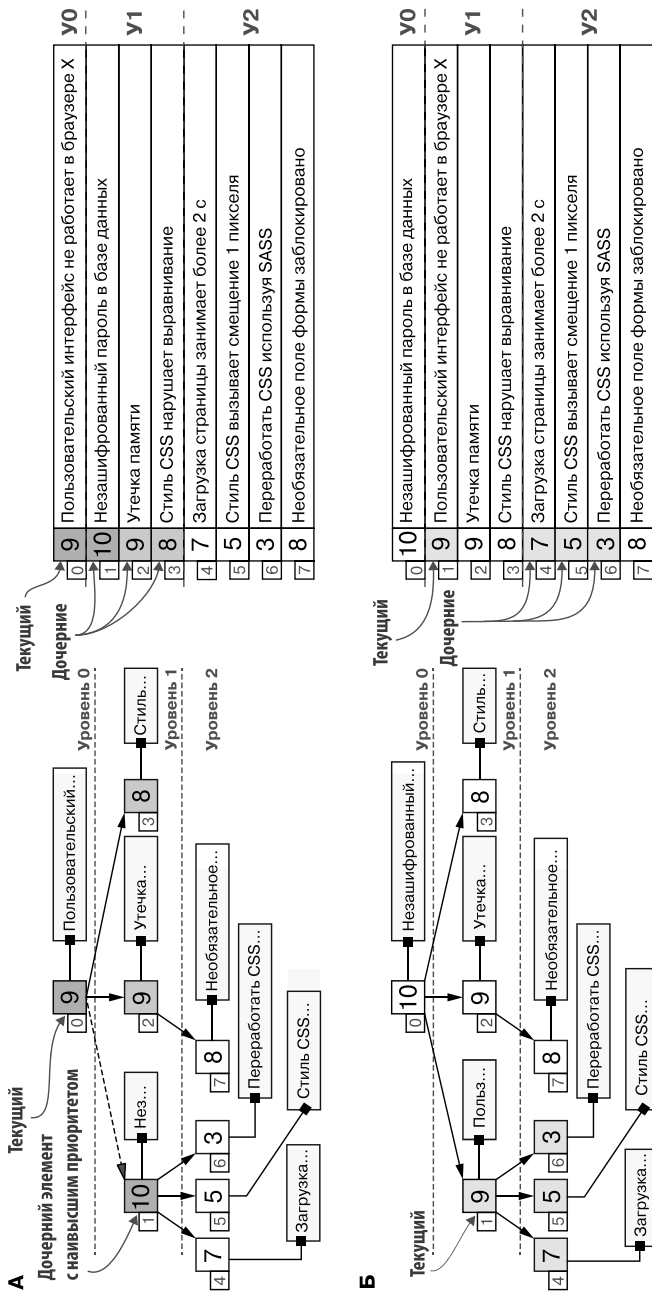 А
Текущий
Дочерний элемент
с наивысшим приоритетом
9
0
Пользовательский...
Уровень 0
10
1
Нез...
9
2
Утечка...
8
3
Стиль...
Уровень 1
7
4
5
5
3
6
8
7
Необязательное...
Уровень 2
Переработать CSS...
Стиль CSS....
Загрузка...
Текущий
Дочерние
0 9 Пользовательский интерфейс не работает в браузере X У0
1 10 Незашифрованный пароль в базе данных
2 9 Утечка памяти У1
3 8 Стиль CSS нарушает выравнивание
4 7 Загрузка страницы занимает более 2 с
5 5 Стиль CSS вызывает смещение 1 пикселя У2
6 3 Переработать CSS используя SASS
7 8 Необязательное поле формы заблокировано
Б
Текущий
10
0
Незашифрованный...
Уровень 0
9
1
Польз...
9
2
Утечка...
8
3
Стиль...
Уровень 1
7
4
5
5
3
6
8
7
Необязательное...
Уровень 2
Переработать CSS...
Стиль CSS....
Загрузка...
Текущий
Дочерние
0 10 Незашифрованный пароль в базе данных У0
1 9 Пользовательский интерфейс не работает в браузере X
2 9 Утечка памяти У1
3 8 Стиль CSS нарушает выравнивание
4 7 Загрузка страницы занимает более 2 с
5 5 Стиль CSS вызывает смещение 1 пикселя У2
6 3 Переработать CSS используя SASS
7 8 Необязательное поле формы заблокировано